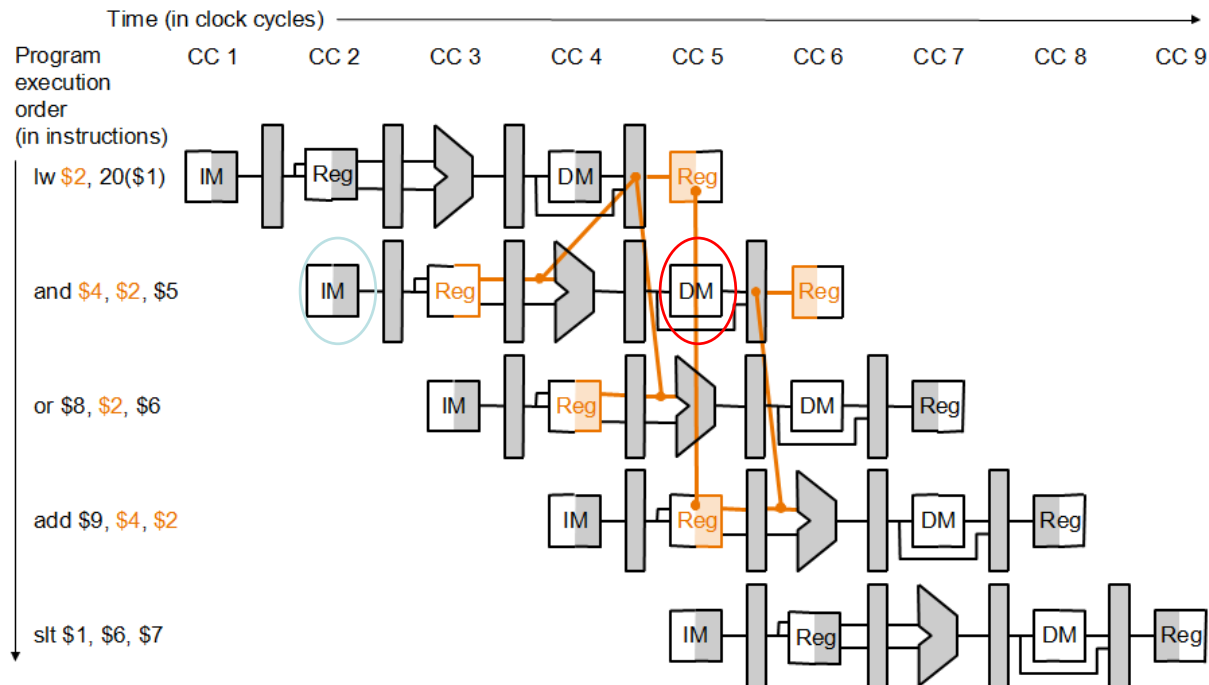 Time (in clock cycles)
Program
execution
order
(in instructions)
CC 1 CC 2 CC 3 CC 4 CC 5 CC 6 CC 7 CC 8 CC 9
lw $2, 20($1) IM Reg DM Reg
and $4, $2, $5 IM Reg DM Reg
or $8, $2, $6 IM Reg DM Reg
add $9, $4, $2 IM Reg DM Reg
slt $1, $6, $7 IM Reg DM Reg